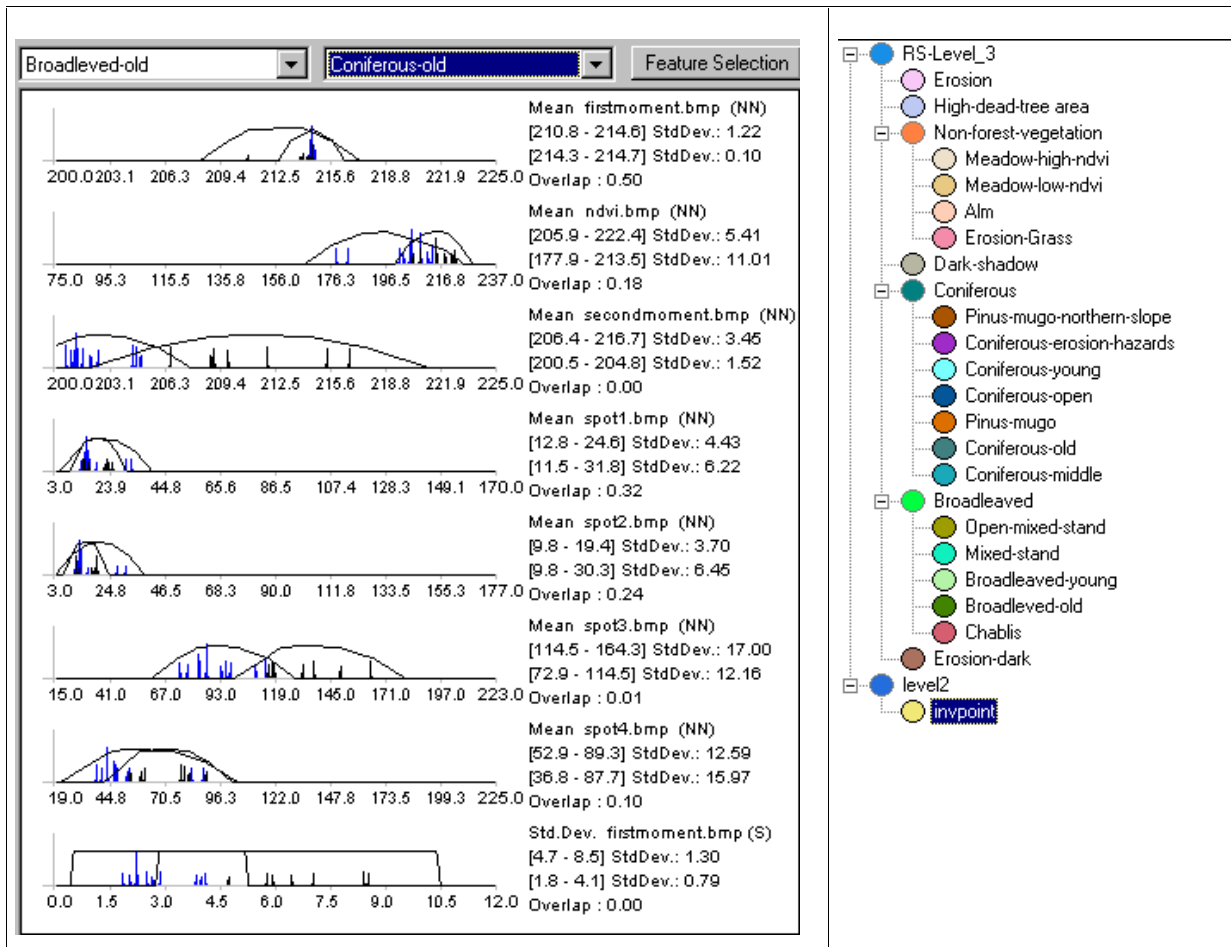 Broadleved-old
Coniferous-old
Feature Selection
Mean firstmoment.bmp (NN)
[210.8 - 214.6] StdDev.: 1.22
[214.3 - 214.7] StdDev.: 0.10
200.0 203.1 206.3 209.4 212.5 215.6 218.8 221.9 225.0 Overlap : 0.50
Mean ndvi.bmp (NN)
[205.9 - 222.4] StdDev.: 5.41
[177.9 - 213.5] StdDev.: 11.01
75.0 95.3 115.5 135.8 156.0 176.3 196.5 216.8 237.0 Overlap : 0.18
Mean secondmoment.bmp (NN)
[206.4 - 216.7] StdDev.: 3.45
[200.5 - 204.8] StdDev.: 1.52
200.0 203.1 206.3 209.4 212.5 215.6 218.8 221.9 225.0 Overlap : 0.00
Mean spot1.bmp (NN)
[12.8 - 24.6] StdDev.: 4.43
[11.5 - 31.8] StdDev.: 6.22
3.0 23.9 44.8 65.6 86.5 107.4 128.3 149.1 170.0 Overlap : 0.32
Mean spot2.bmp (NN)
[9.8 - 19.4] StdDev.: 3.70
[9.8 - 30.3] StdDev.: 6.45
3.0 24.8 46.5 68.3 90.0 111.8 133.5 155.3 177.0 Overlap : 0.24
Mean spot3.bmp (NN)
[114.5 - 164.3] StdDev.: 17.00
[72.9 - 114.5] StdDev.: 12.16
15.0 41.0 67.0 93.0 119.0 145.0 171.0 197.0 223.0 Overlap : 0.01
Mean spot4.bmp (NN)
[52.9 - 89.3] StdDev.: 12.59
[36.8 - 87.7] StdDev.: 15.97
19.0 44.8 70.5 96.3 122.0 147.8 173.5 199.3 225.0 Overlap : 0.10
Std.Dev. firstmoment.bmp (S)
[4.7 - 8.5] StdDev.: 1.30
[1.8 - 4.1] StdDev.: 0.79
0.0 1.5 3.0 4.5 6.0 7.5 9.0 10.5 12.0 Overlap : 0.00
RS-Level_3
Erosion
High-dead-tree area
Non-forest-vegetation
Meadow-high-ndvi
Meadow-low-ndvi
Alm
Erosion-Grass
Dark-shadow
Coniferous
Pinus-mugo-northern-slope
Coniferous-erosion-hazards
Coniferous-young
Coniferous-open
Pinus-mugo
Coniferous-old
Coniferous-middle
Broadleaved
Open-mixed-stand
Mixed-stand
Broadleaved-young
Broadleved-old
Chablis
Erosion-dark
level2
invpoint